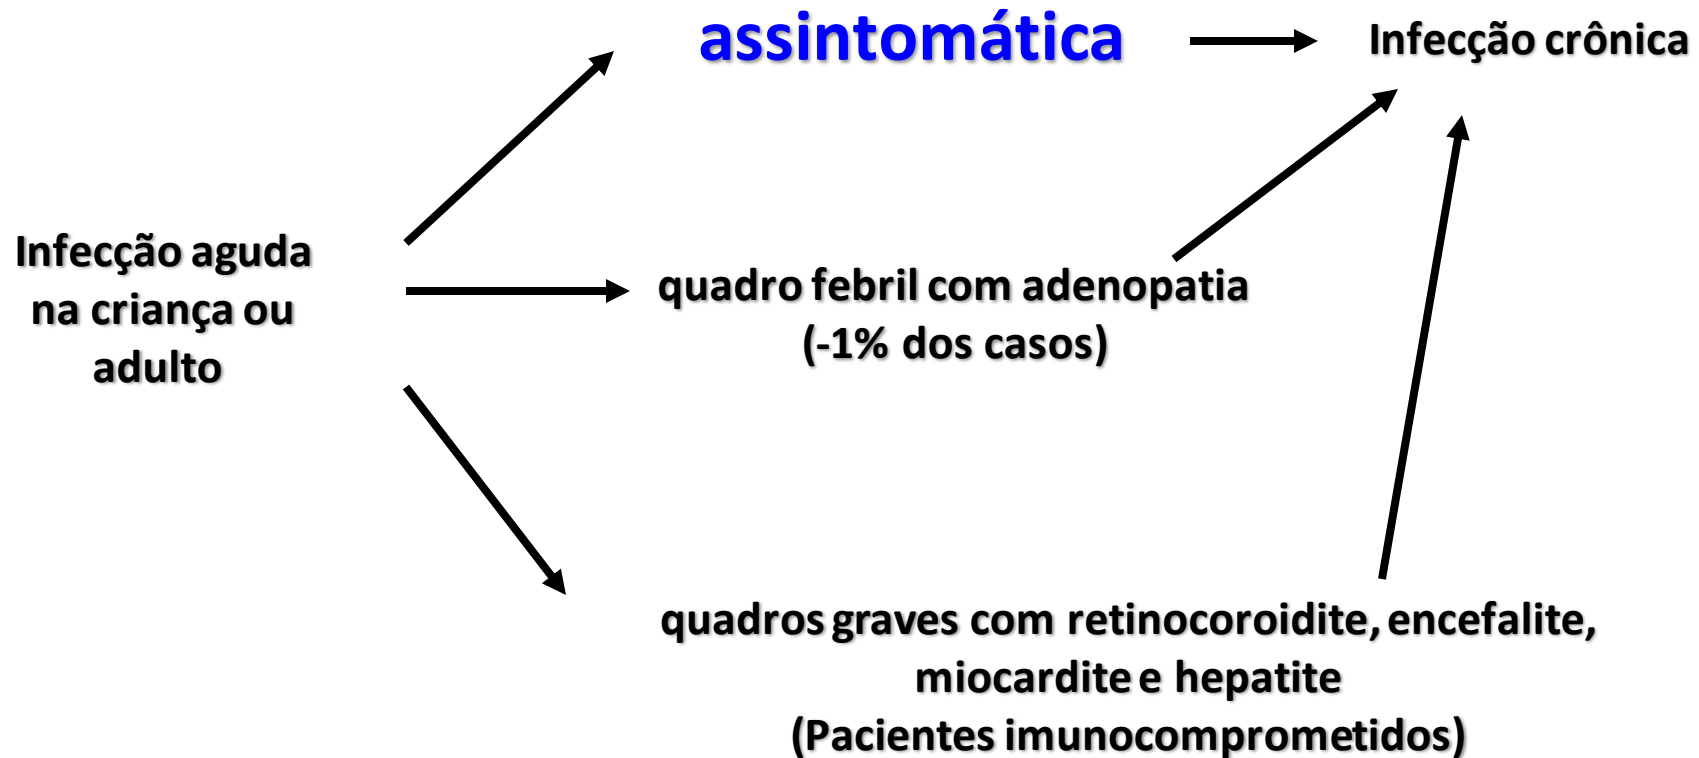 assintomática
Infecção crônica
Infecção aguda
na criança ou
adulto
quadro febril com adenopatia
(-1% dos casos)
quadros graves com retinocoroidite, encefalite,
miocardite e hepatite
(Pacientes imunocomprometidos)